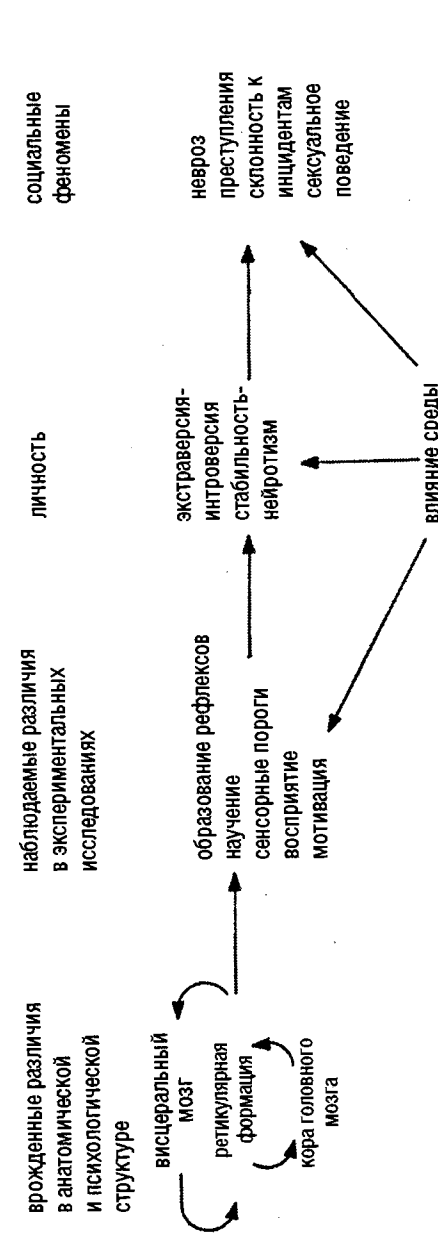 врожденные различия
в анатомической
и психологической
структуре
наблюдаемые различия
в экспериментальных
исследованиях
личность
социальные
феномены
висцеральный
мозг
ретикулярная
формация
кора головного
мозга
образование рефлексов
научение
сенсорные пороги
восприятие
мотивация
экстраверсия-
интроверсия
стабильность-
нейротизм
невроз
преступления
склонность к
инцидентам
сексуальное
поведение
влияние среды